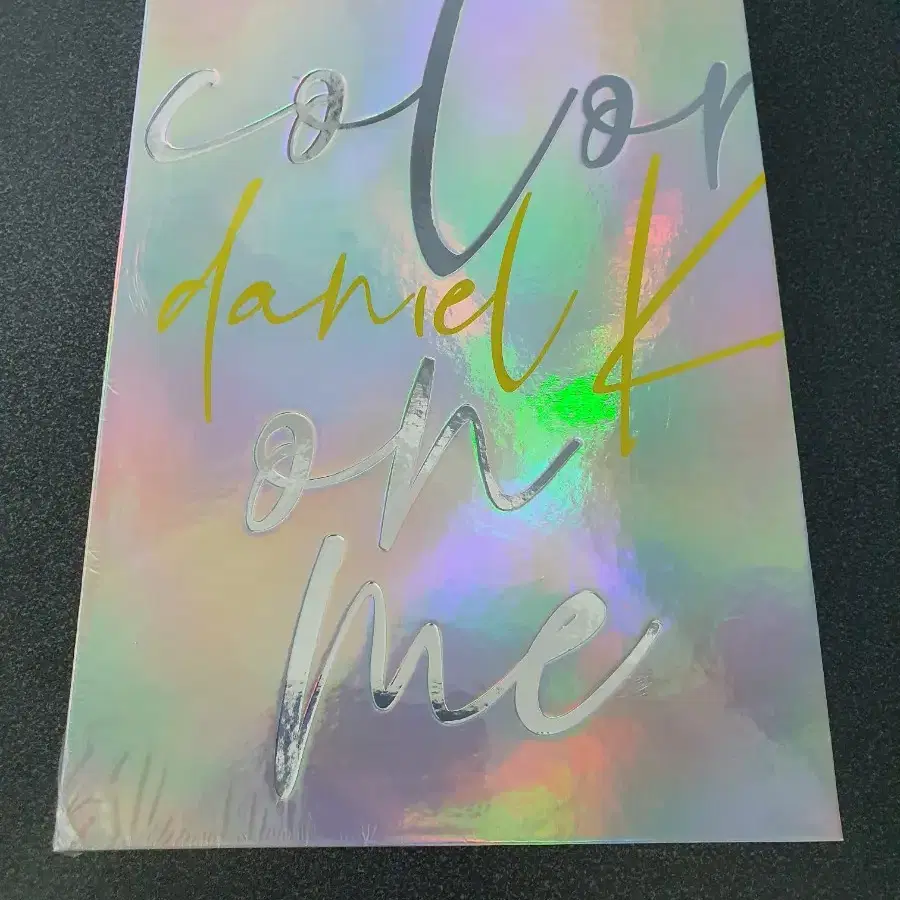 color
daniel K
on
me